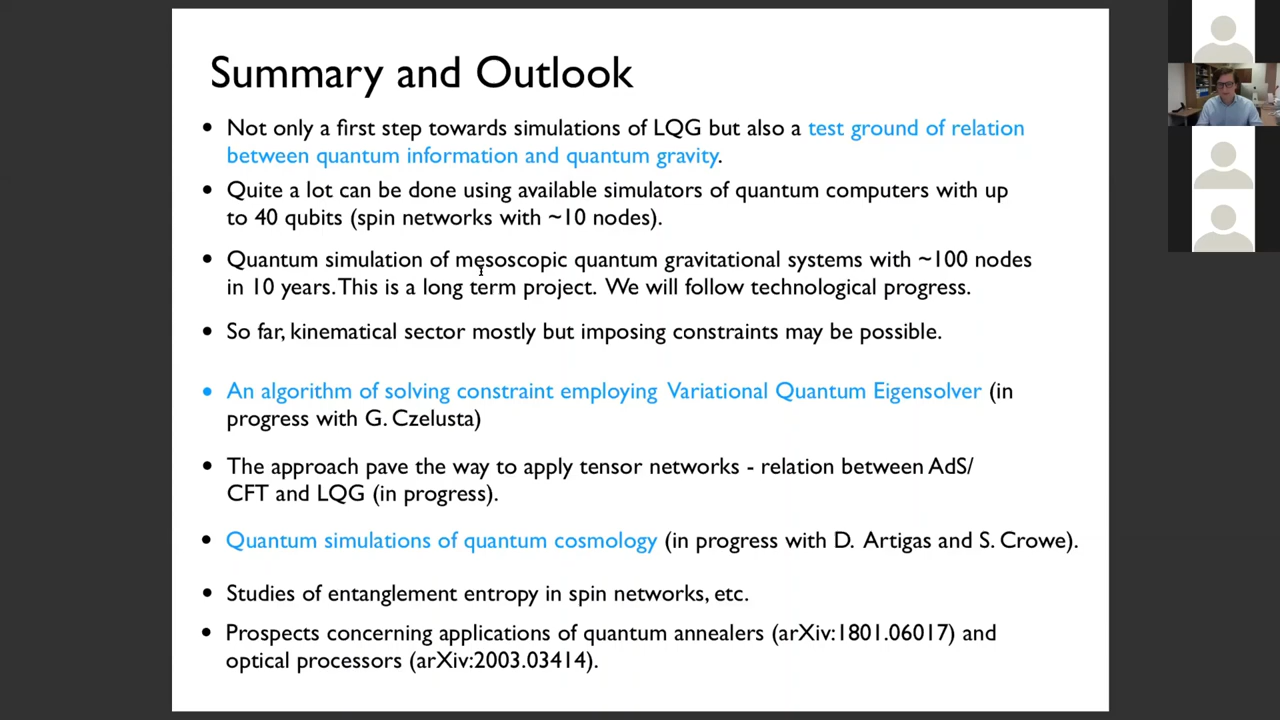 Summary and Outlook
• Not only a first step towards simulations of LQG but also a test ground of relation
between quantum information and quantum gravity.
• Quite a lot can be done using available simulators of quantum computers with up
to 40 qubits (spin networks with ~10 nodes).
• Quantum simulation of mesoscopic quantum gravitational systems with ~100 nodes
in 10 years. This is a long term project. We will follow technological progress.
• So far, kinematical sector mostly but imposing constraints may be possible.
• An algorithm of solving constraint employing Variational Quantum Eigensolver (in
progress with G. Czelusta)
• The approach pave the way to apply tensor networks - relation between AdS/
CFT and LQG (in progress).
• Quantum simulations of quantum cosmology (in progress with D. Artigas and S. Crowe).
• Studies of entanglement entropy in spin networks, etc.
• Prospects concerning applications of quantum annealers (arXiv:1801.06017) and
optical processors (arXiv:2003.03414).